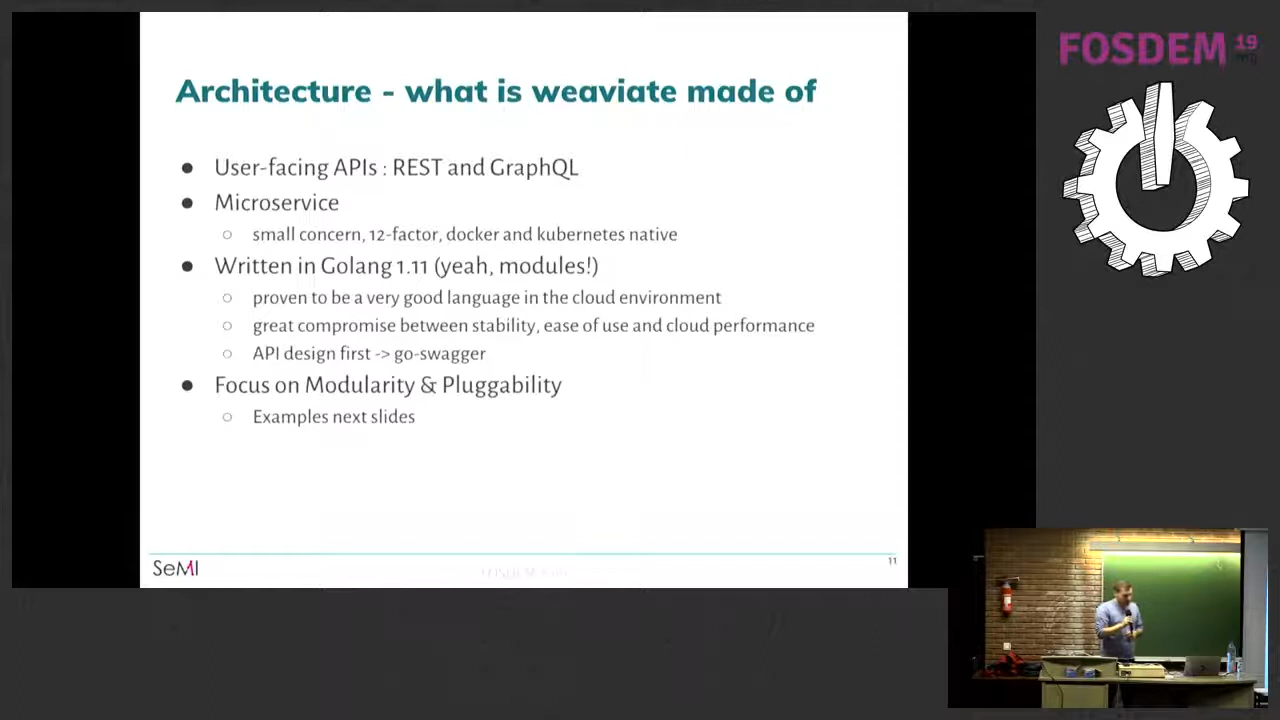 FOSDEM 19
.org
Architecture - what is weaviate made of
● User-facing APIs : REST and GraphQL
● Microservice
○ small concern, 12-factor, docker and kubernetes native
● Written in Golang 1.11 (yeah, modules!)
○ proven to be a very good language in the cloud environment
○ great compromise between stability, ease of use and cloud performance
○ API design first -> go-swagger
● Focus on Modularity & Pluggability
○ Examples next slides
SeMI
11